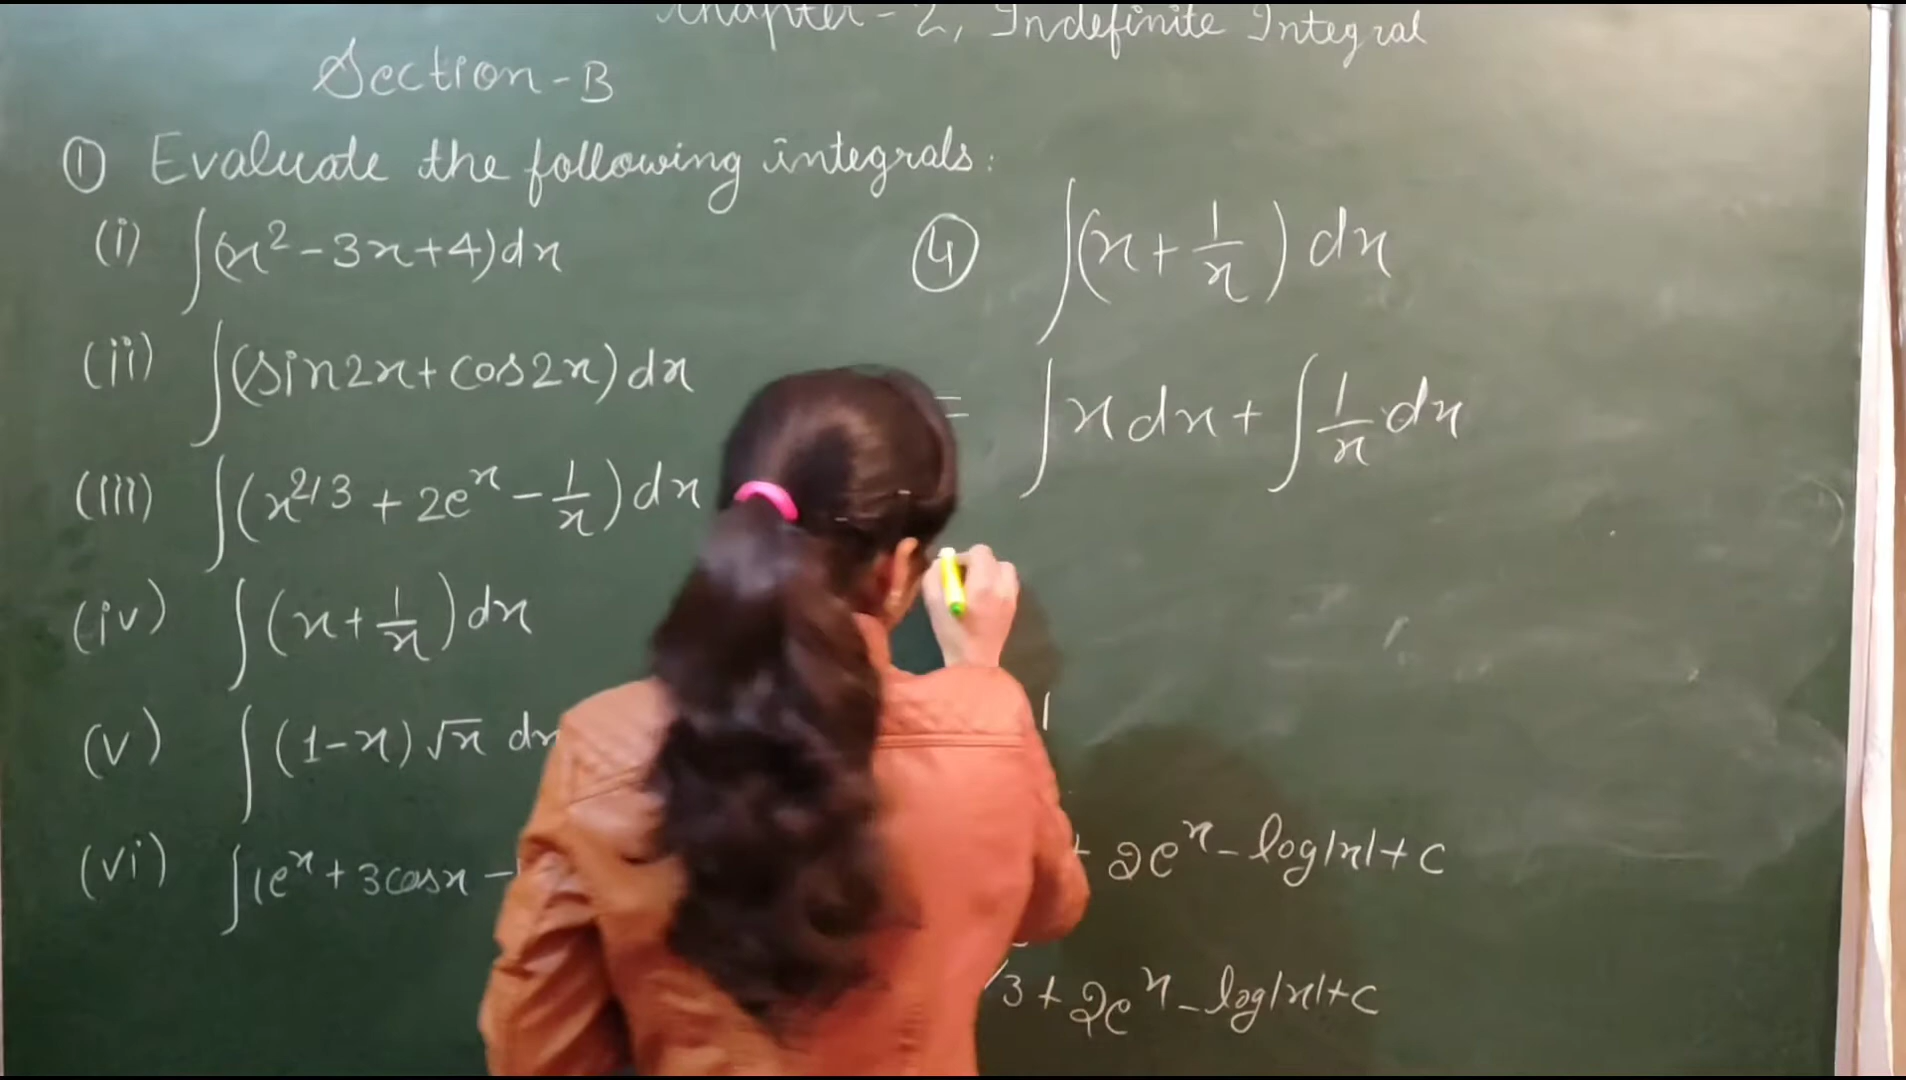 Chapter-2, Indefinite Integral
Section-B
① Evaluate the following integrals:
(i) ∫(x²-3x+4)dx
(ii) ∫(sin2x+cos2x)dx
(iii) ∫(x^2/3 + 2e^x - 1/x)dx
(iv) ∫(x+1/x)dx
(v) ∫(1-x)√x dx
(vi) ∫(e^x+3cosx-
④ ∫(x+1/x)dx
= ∫xdx+∫1/x dx
+ 2e^x-log|x|+c
/3+2e^x-log|x|+c